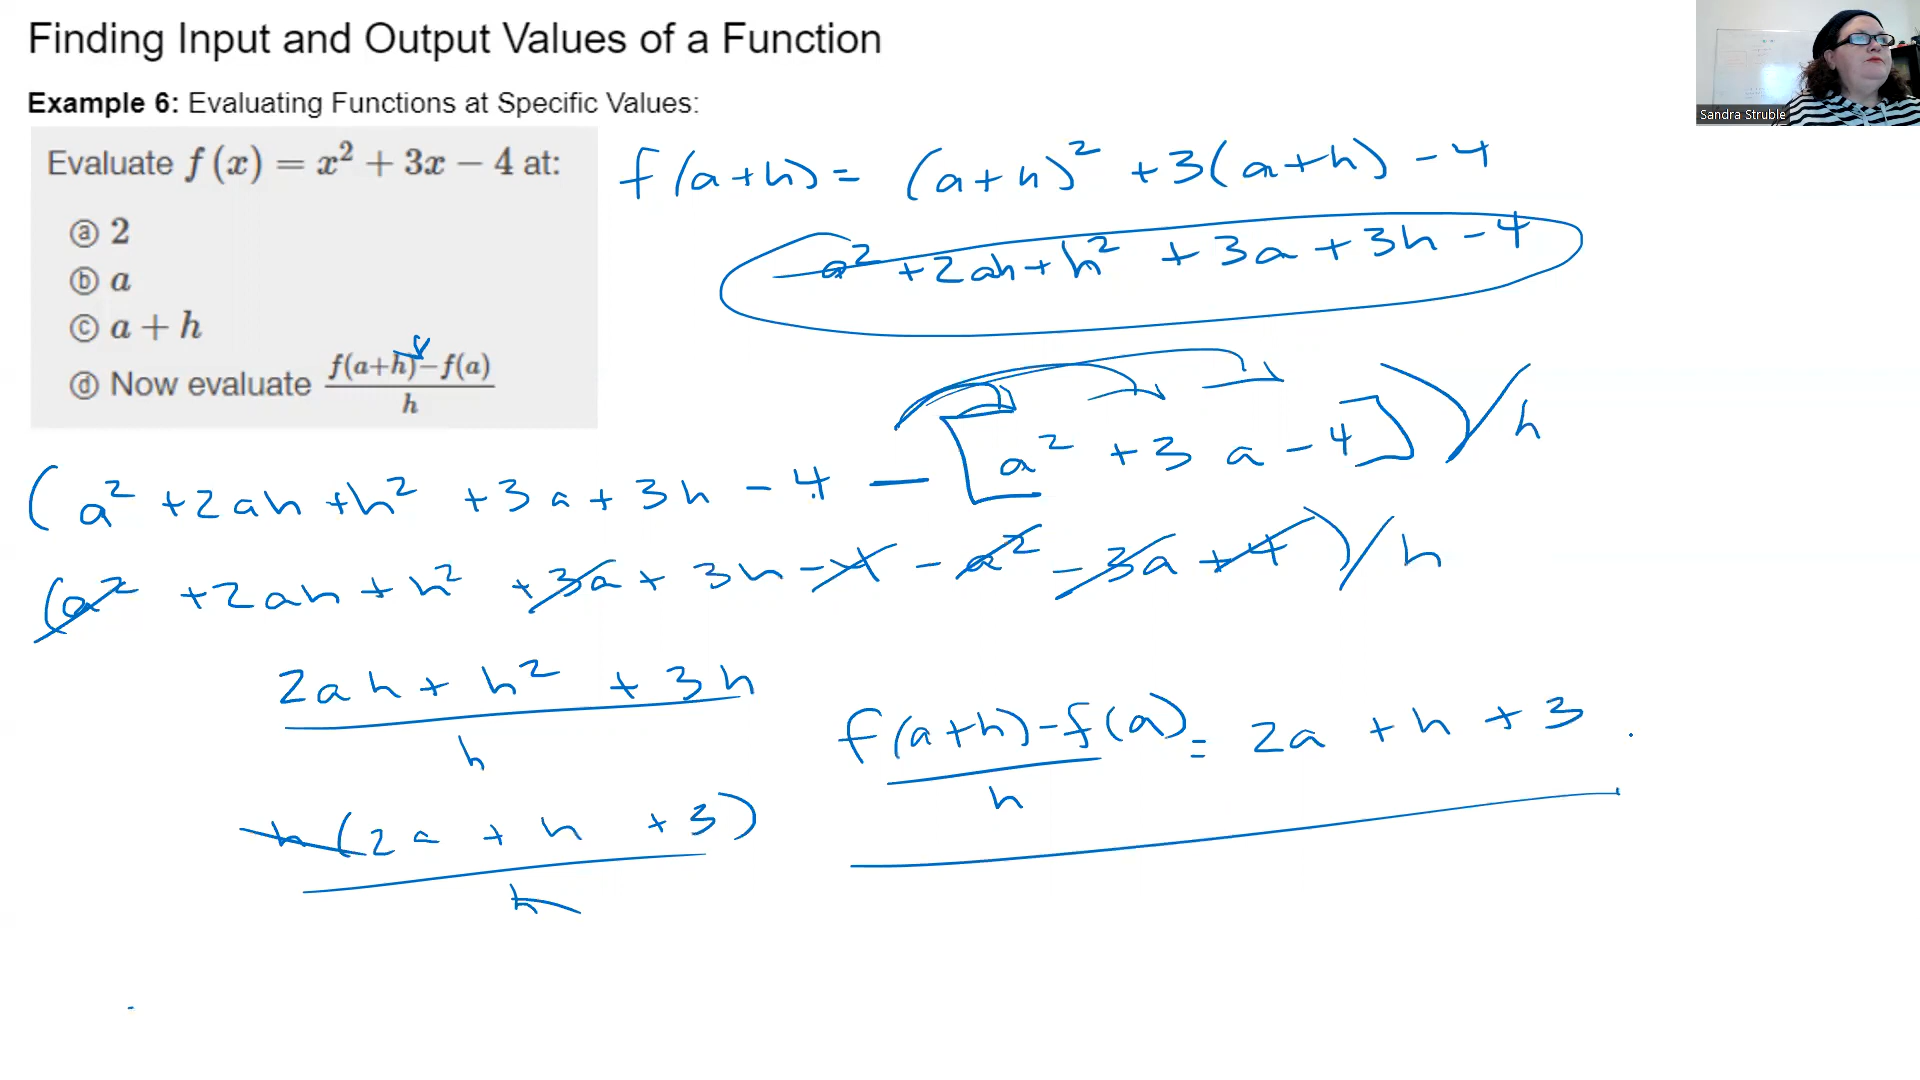 Finding Input and Output Values of a Function
Sandra Struble
Example 6: Evaluating Functions at Specific Values:
Evaluate f (x) = x² + 3x − 4 at:
ⓐ 2
ⓑ a
ⓒ a + h
ⓓ Now evaluate f(a+h)−f(a) / h
f(a+h) = (a+h)² +3(a+h) -4
a² +2ah+h² +3a+3h-4
(a² +2ah +h² +3a+3h -4 - [a² +3a-4])/h
(a² +2ah+h² +3a+3h-4 -a² -3a+4)/h
2ah+h² +3h
h
h(2a +h +3)
h
f(a+h)-f(a) = 2a +h +3.
h